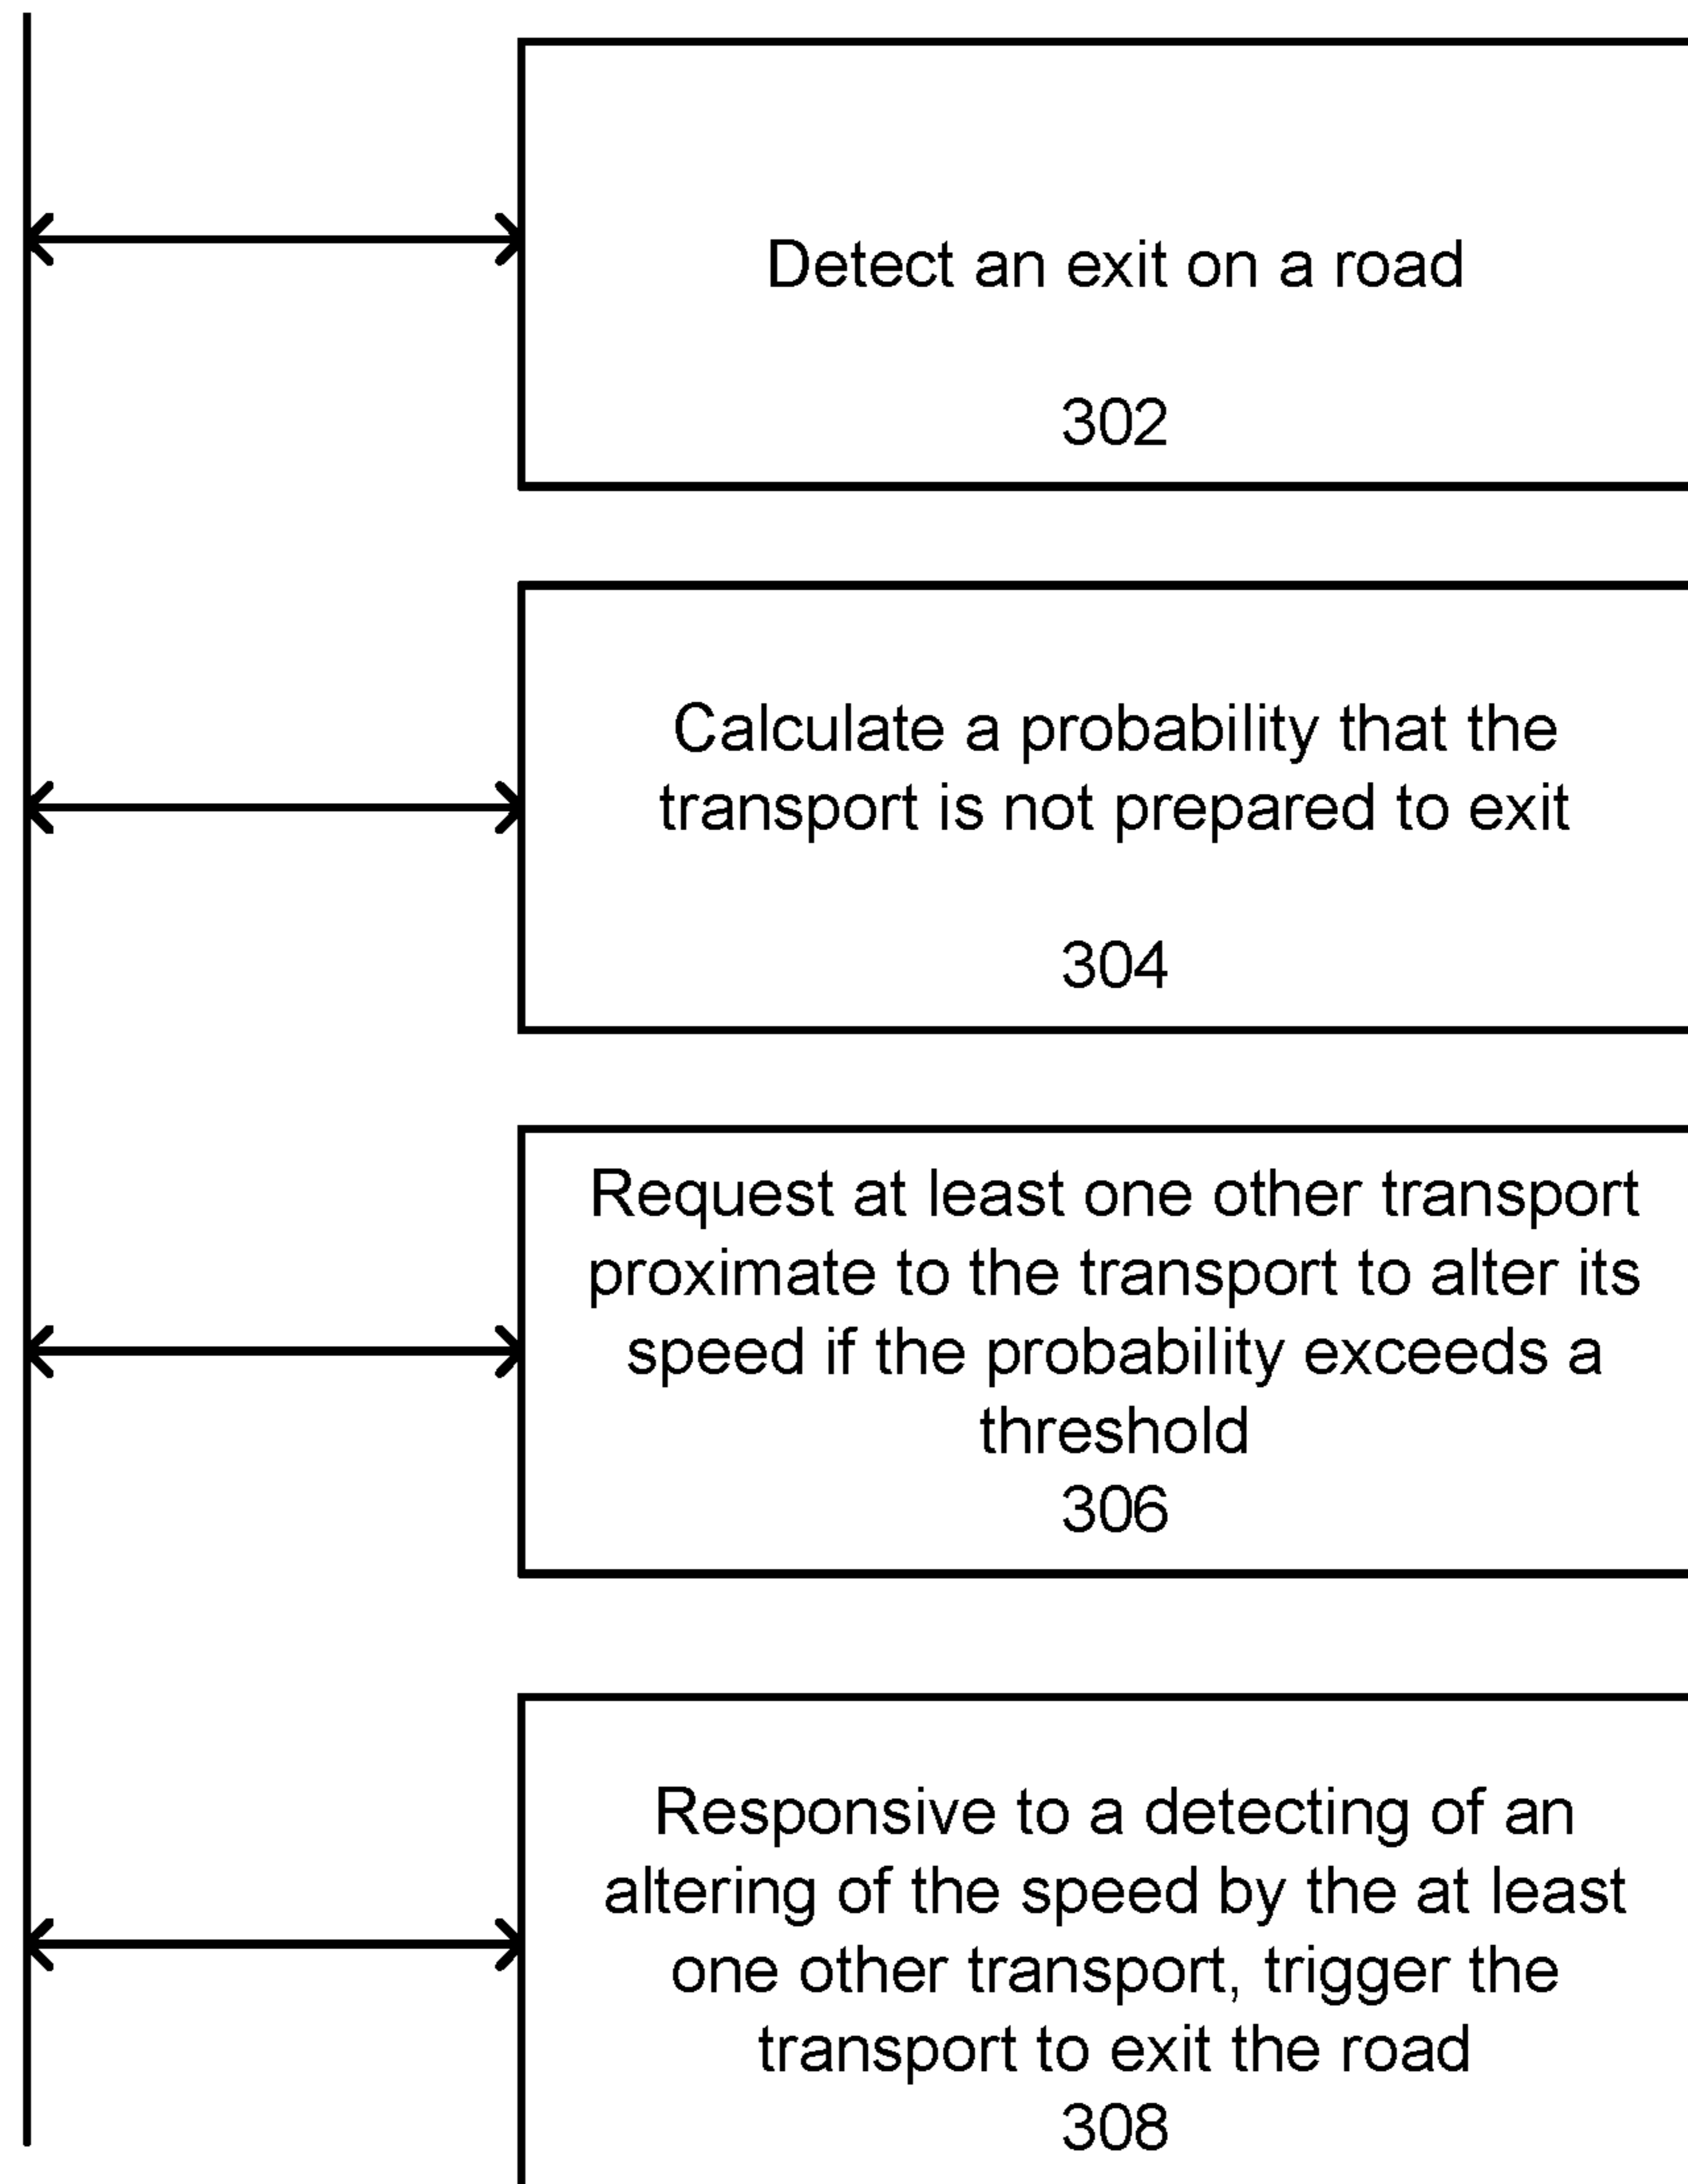 Detect an exit on a road
302
Calculate a probability that the
transport is not prepared to exit
304
Request at least one other transport
proximate to the transport to alter its
speed if the probability exceeds a
threshold
306
Responsive to a detecting of an
altering of the speed by the at least
one other transport, trigger the
transport to exit the road
308